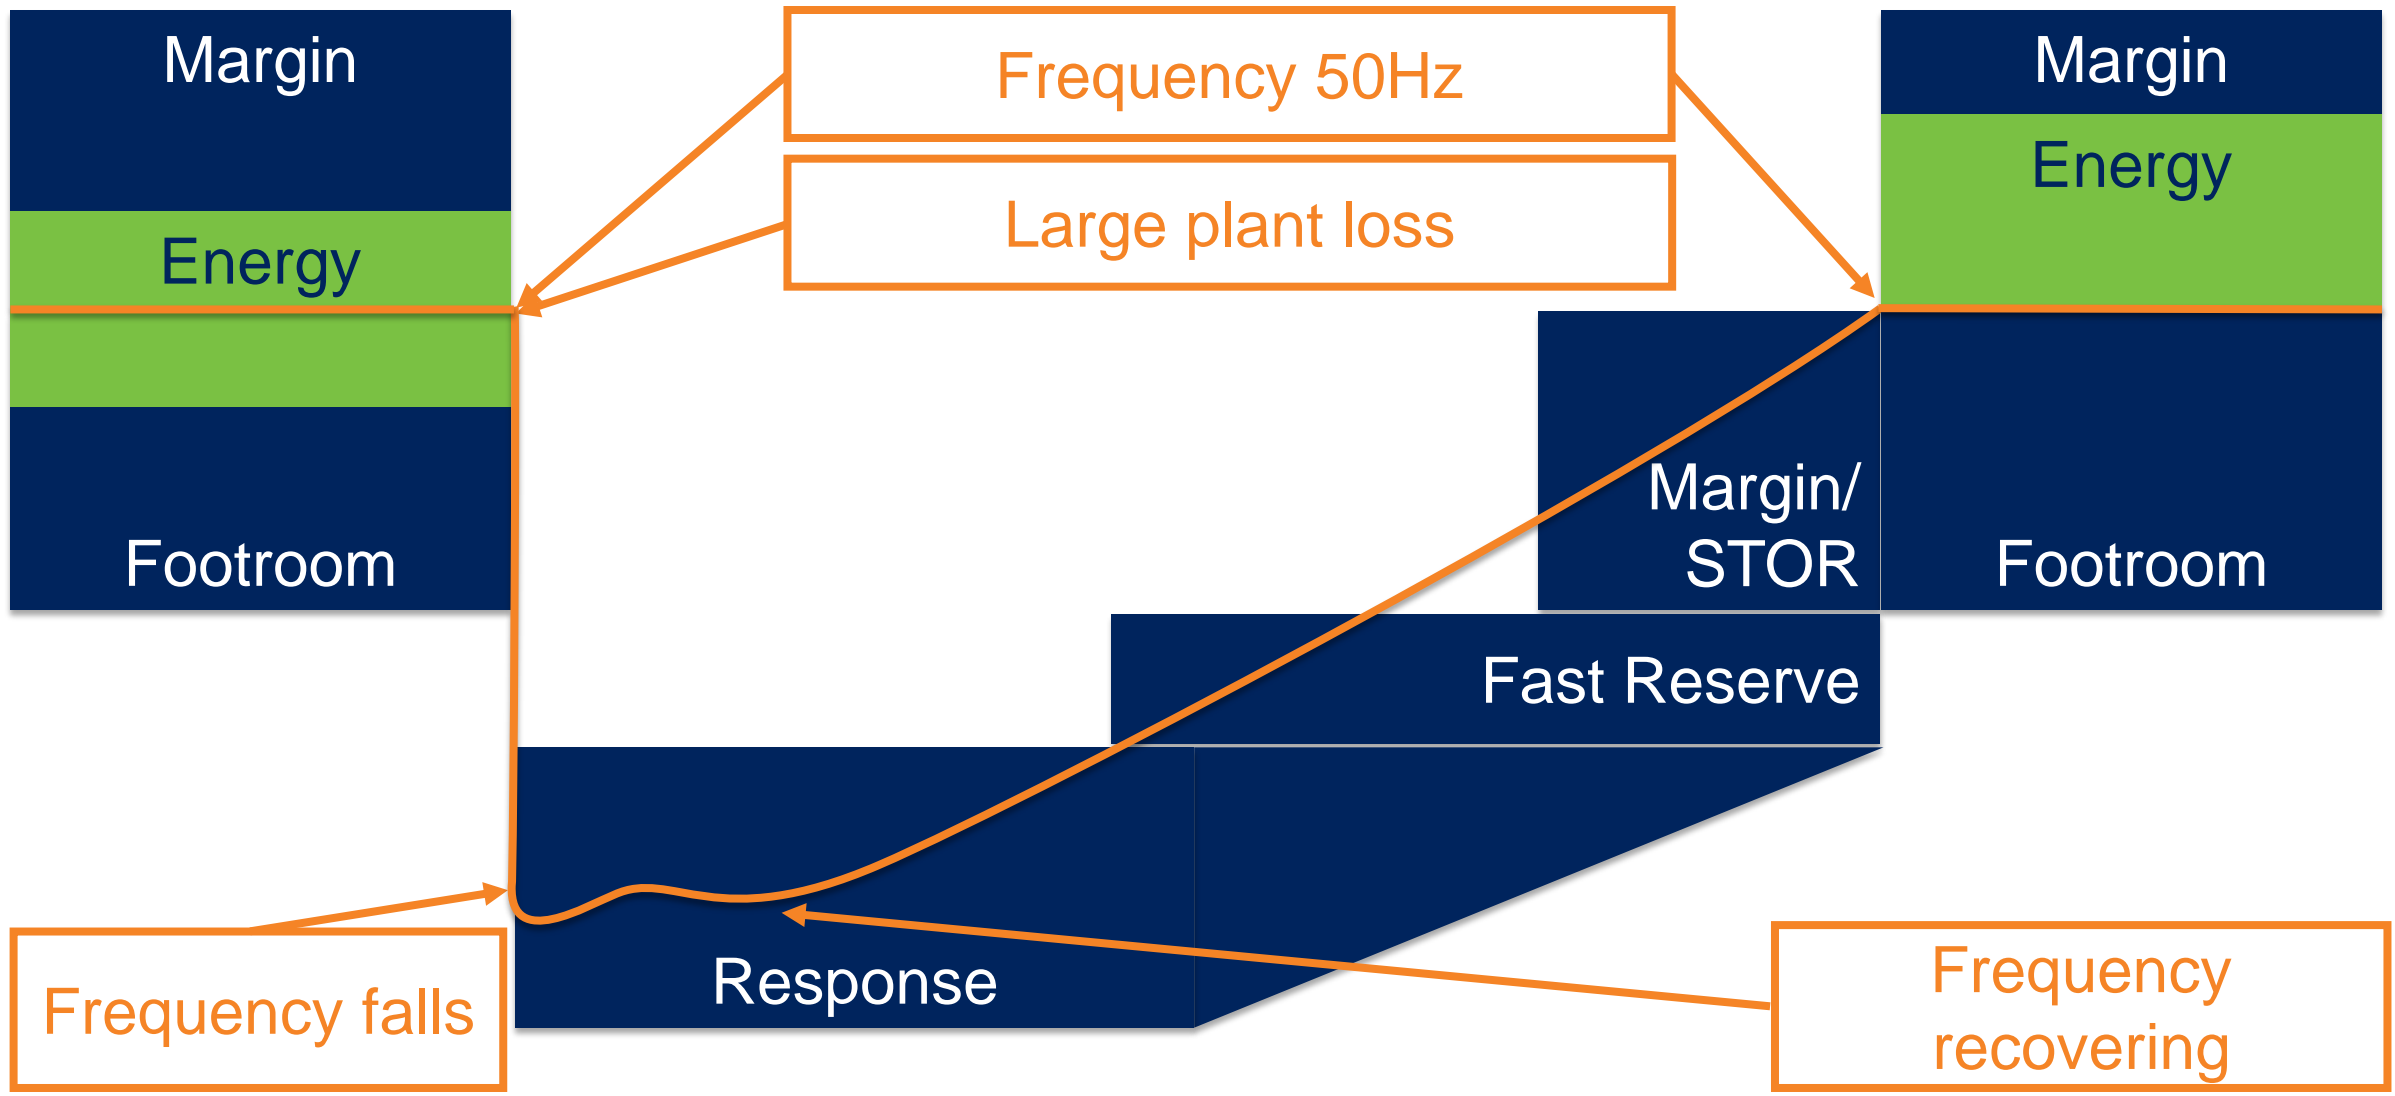 Margin
Energy
Footroom
Frequency 50Hz
Large plant loss
Margin
Energy
Footroom
Margin/
STOR
Fast Reserve
Response
Frequency falls
Frequency
recovering